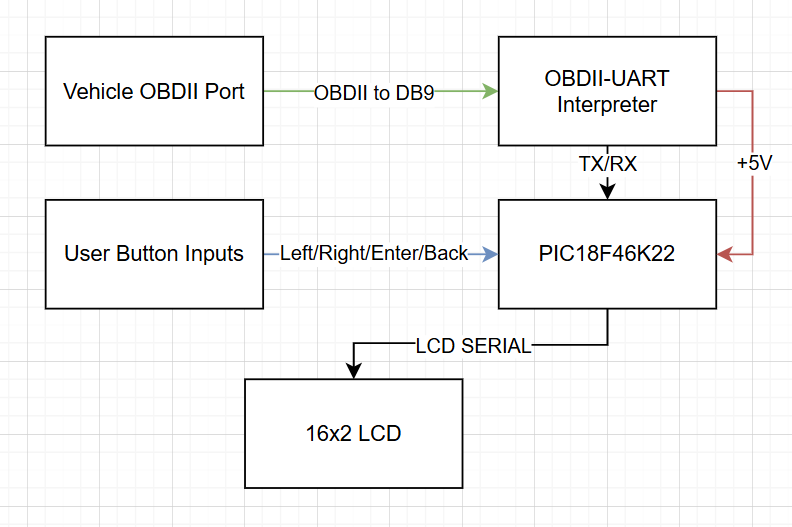 Vehicle OBDII Port
OBDII to DB9
OBDII-UART
Interpreter
TX/RX
+5V
User Button Inputs
Left/Right/Enter/Back
PIC18F46K22
LCD SERIAL
16x2 LCD